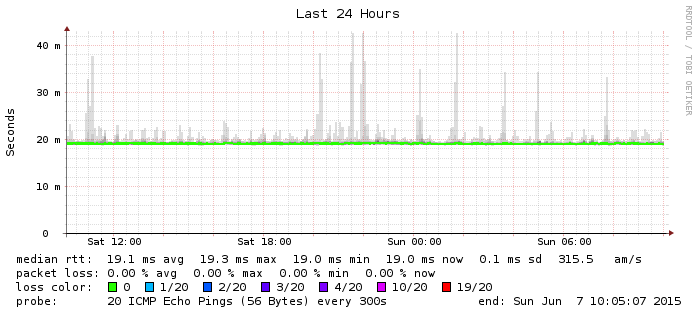 Last 24 Hours
RRDTOOL / TOBI OETIKER
Seconds
40 m
30 m
20 m
10 m
0
Sat 12:00 Sat 18:00 Sun 00:00 Sun 06:00
median rtt: 19.1 ms avg 19.3 ms max 19.0 ms min 19.0 ms now 0.1 ms sd 315.5 am/s
packet loss: 0.00 % avg 0.00 % max 0.00 % min 0.00 % now
loss color: 0 1/20 2/20 3/20 4/20 10/20 19/20
probe: 20 ICMP Echo Pings (56 Bytes) every 300s end: Sun Jun 7 10:05:07 2015